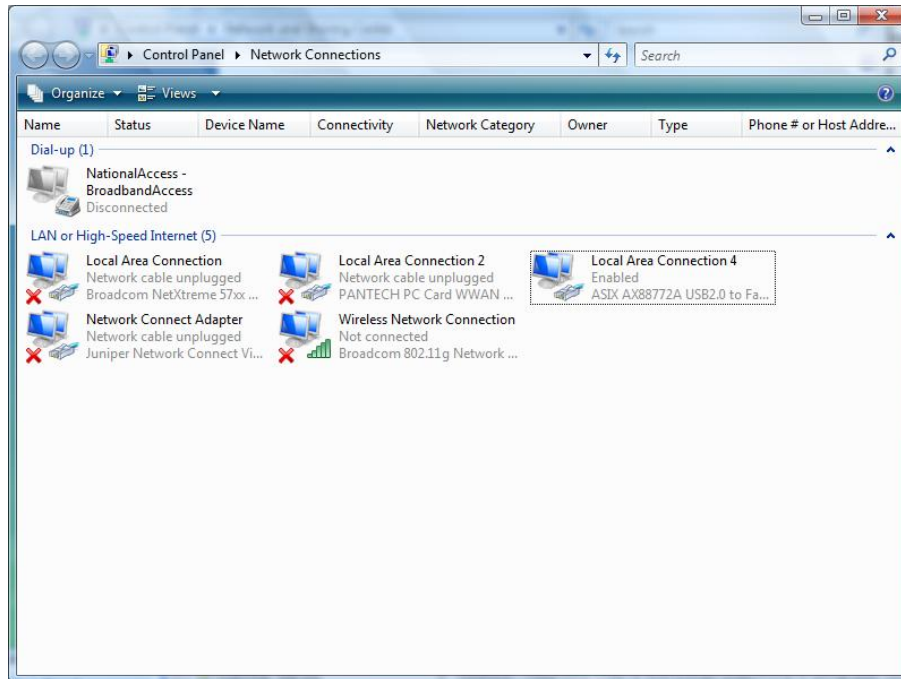 Control Panel Network Connections Search
Organize Views
Name Status Device Name Connectivity Network Category Owner Type Phone # or Host Addre...
Dial-up (1)
NationalAccess -
BroadbandAccess
Disconnected
LAN or High-Speed Internet (5)
Local Area Connection
Network cable unplugged
Broadcom NetXtreme 57xx ...
Local Area Connection 2
Network cable unplugged
PANTECH PC Card WWAN ...
Local Area Connection 4
Enabled
ASIX AX88772A USB2.0 to Fa...
Network Connect Adapter
Network cable unplugged
Juniper Network Connect Vi...
Wireless Network Connection
Not connected
Broadcom 802.11g Network ...